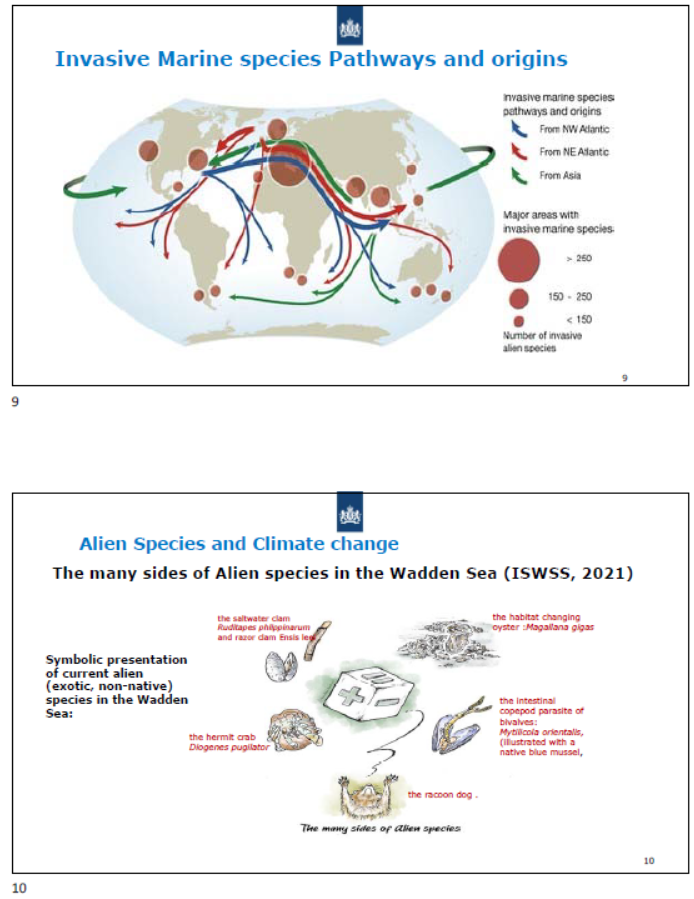 Invasive Marine species Pathways and origins
Invasive marine species
pathways and origins
From NW Atlantic
From NE Atlantic
From Asia
Major areas with
invasive marine species
> 260
150 - 250
< 150
Number of invasive
alien species
9
9
Alien Species and Climate change
The many sides of Alien species in the Wadden Sea (ISWSS, 2021)
the saltwater clam
Ruditapes philippinarum
and razor clam Ensis lee
the habitat changing
oyster :Magallana gigas
Symbolic presentation
of current alien
(exotic, non-native)
species in the Wadden
Sea:
the intestinal
copepod parasite of
bivalves:
Mytilicola orientalis,
(illustrated with a
native blue mussel,
the hermit crab
Diogenes pugilator
the racoon dog .
The many sides of Alien species
10
10